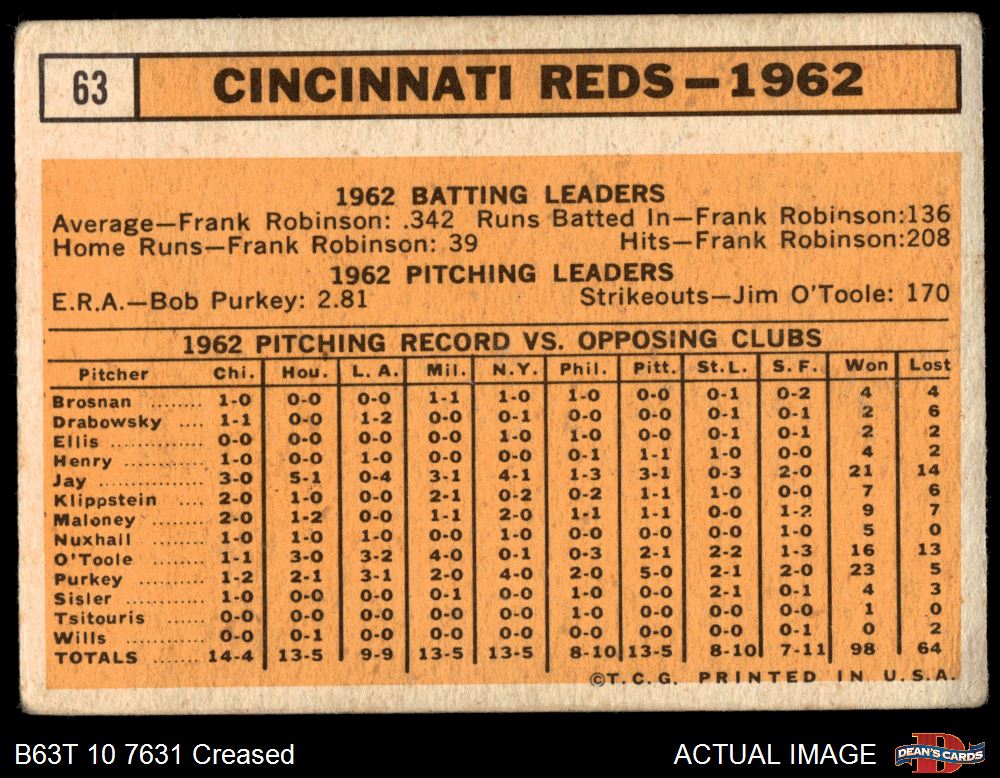 63 CINCINNATI REDS—1962
1962 BATTING LEADERS
Average—Frank Robinson: .342 Runs Batted In—Frank Robinson:136
Home Runs—Frank Robinson: 39 Hits—Frank Robinson:208
1962 PITCHING LEADERS
E.R.A.—Bob Purkey: 2.81 Strikeouts—Jim O'Toole: 170
1962 PITCHING RECORD VS. OPPOSING CLUBS
Pitcher Chi. Hou. L. A. Mil. N.Y. Phil. Pitt. St.L. S. F. Won Lost
Brosnan ........ 1-0 0-0 0-0 1-1 1-0 1-0 0-0 0-1 0-2 4 4
Drabowsky .... 1-1 0-0 1-2 0-0 0-1 0-0 0-0 0-1 0-1 2 6
Ellis ............. 0-0 0-0 0-0 0-0 1-0 1-0 0-0 0-1 0-1 2 2
Henry ........... 1-0 0-0 1-0 0-0 0-0 0-1 1-1 1-0 0-0 4 2
Jay ............... 3-0 5-1 0-4 3-1 4-1 1-3 3-1 0-3 2-0 21 14
Klippstein ..... 2-0 1-0 0-0 2-1 0-2 0-2 1-1 1-0 0-0 7 6
Maloney ........ 2-0 1-2 0-0 1-1 2-0 1-1 1-1 0-0 1-2 9 7
Nuxhall ......... 1-0 1-0 1-0 0-0 0-0 1-0 0-0 0-0 1-0 5 0
O'Toole ......... 1-1 3-0 3-2 4-0 0-1 0-3 2-1 2-2 1-3 16 13
Purkey .......... 1-2 2-1 3-1 2-0 4-0 2-0 5-0 2-1 2-0 23 5
Sisler ............ 1-0 0-0 0-0 0-1 0-0 1-0 0-0 2-1 0-1 4 3
Tsitouris ....... 0-0 0-0 0-0 0-0 0-0 1-0 0-0 0-0 0-0 1 0
Wills ............. 0-0 0-1 0-0 0-0 0-0 0-0 0-0 0-0 0-1 0 2
TOTALS ....... 14-4 13-5 9-9 13-5 13-5 8-10 13-5 8-10 7-11 98 64
©T.C.G. PRINTED IN U.S.A.
B63T 10 7631 Creased ACTUAL IMAGE DEAN'S CARDS